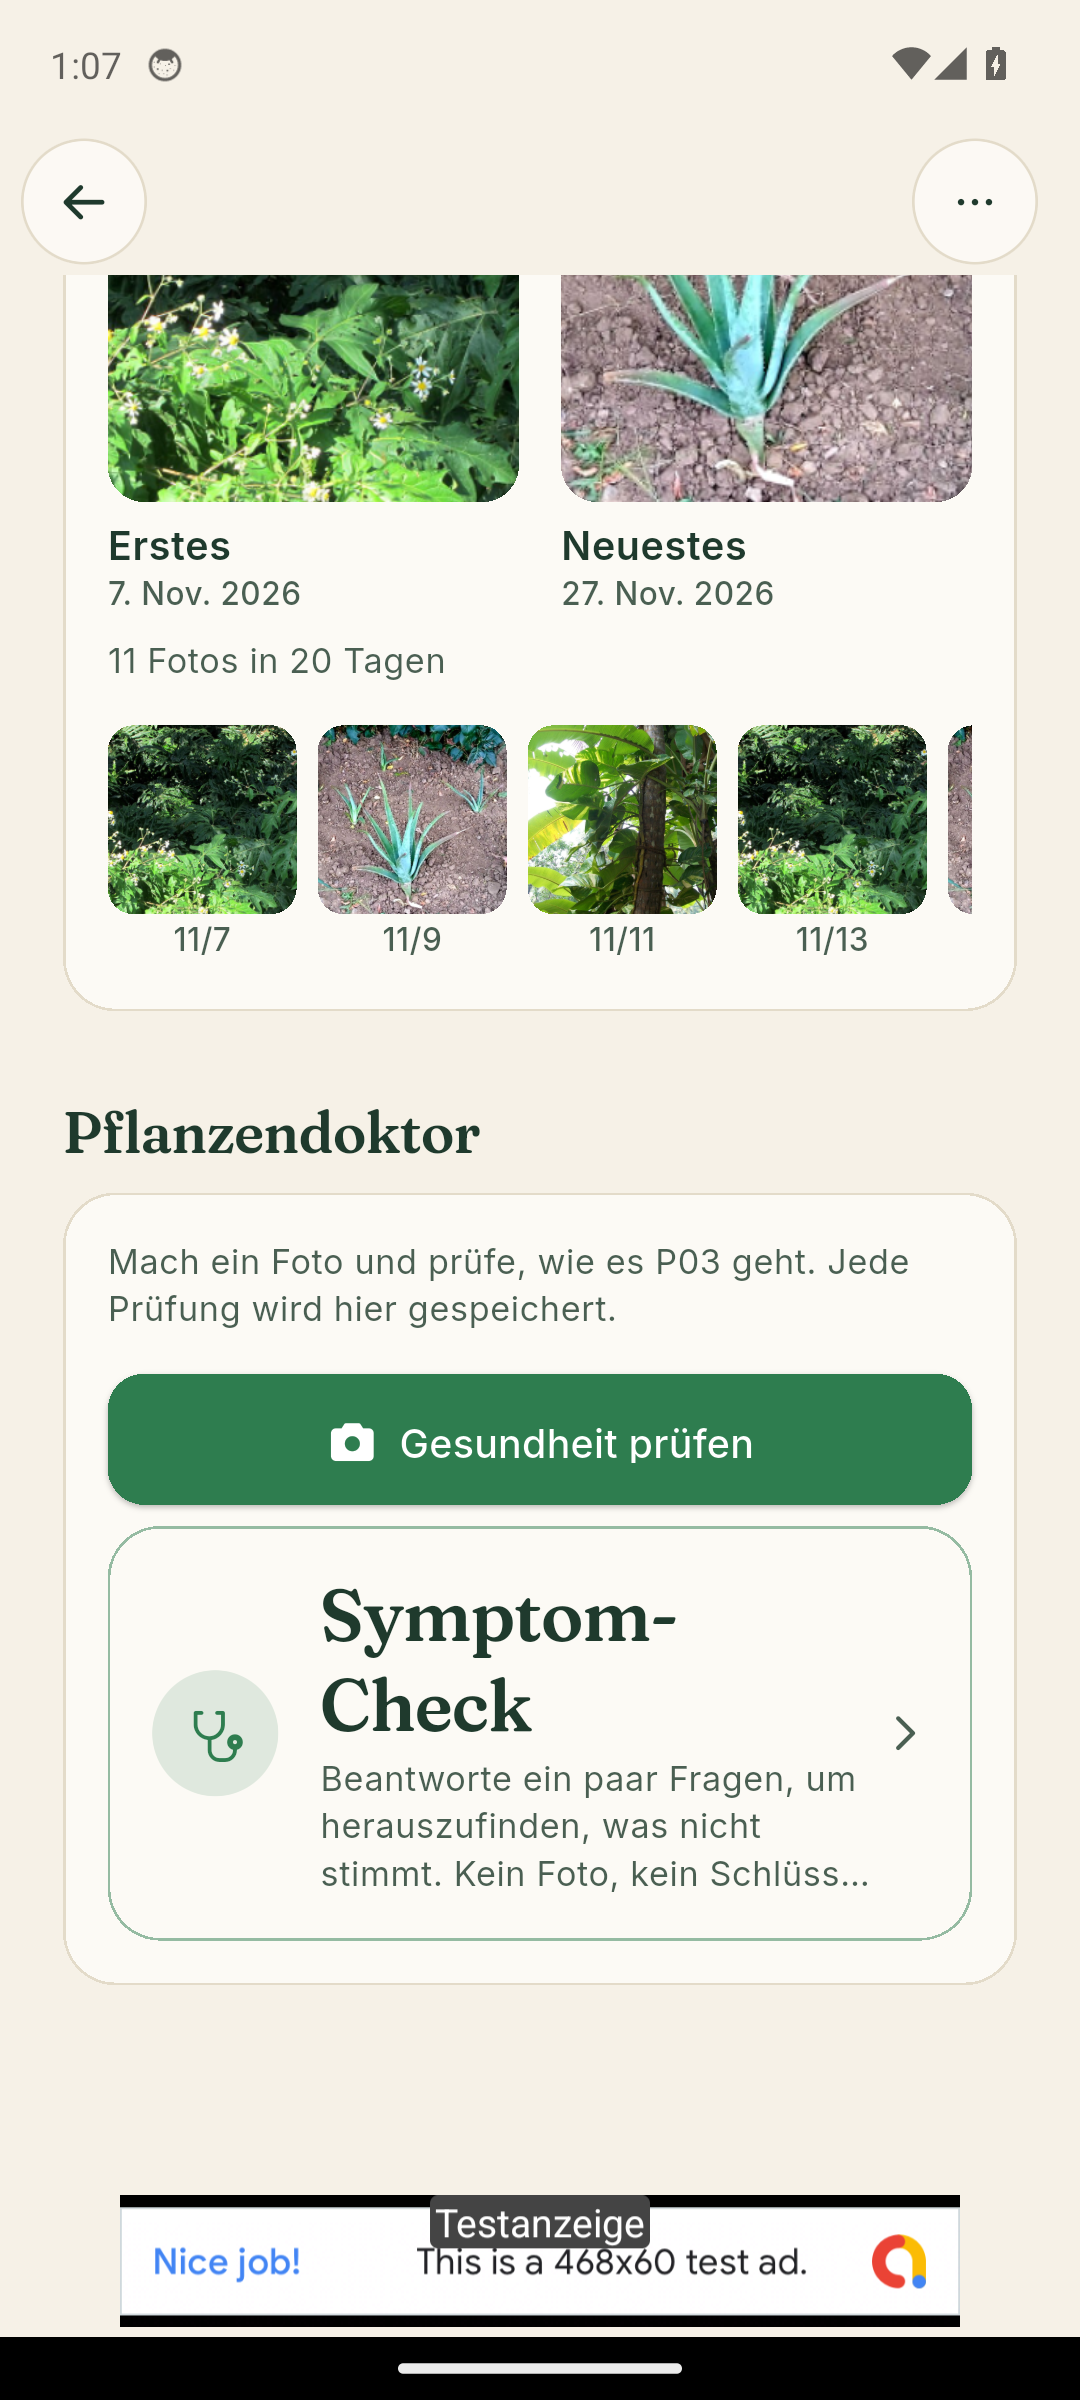 1:07
Erstes
7. Nov. 2026
Neuestes
27. Nov. 2026
11 Fotos in 20 Tagen
11/7
11/9
11/11
11/13
Pflanzendoktor
Mach ein Foto und prüfe, wie es P03 geht. Jede
Prüfung wird hier gespeichert.
Gesundheit prüfen
Symptom-
Check
Beantworte ein paar Fragen, um
herauszufinden, was nicht
stimmt. Kein Foto, kein Schlüss...
Testanzeige
Nice job!
This is a 468x60 test ad.